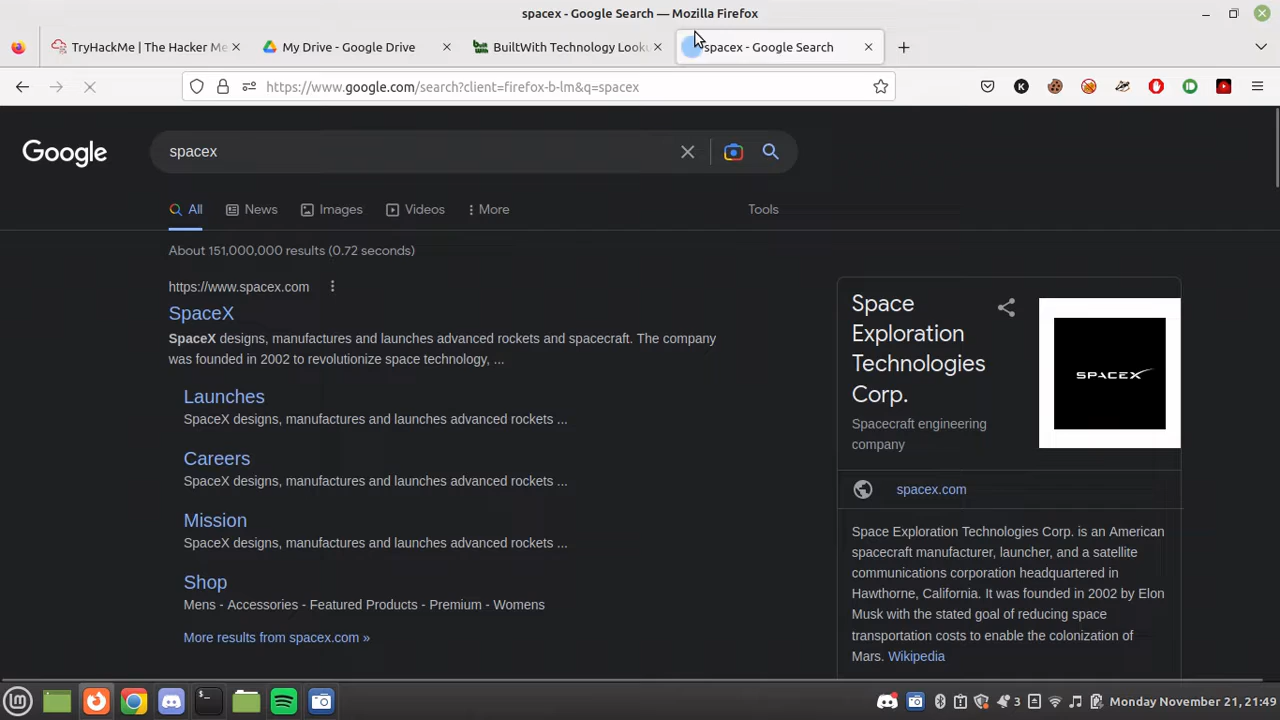 spacex - Google Search — Mozilla Firefox
TryHackMe | The Hacker Me
My Drive - Google Drive
BuiltWith Technology Looku
spacex - Google Search
https://www.google.com/search?client=firefox-b-lm&q=spacex
Google
spacex
All
News
Images
Videos
More
Tools
About 151,000,000 results (0.72 seconds)
https://www.spacex.com
SpaceX
SpaceX designs, manufactures and launches advanced rockets and spacecraft. The company
was founded in 2002 to revolutionize space technology, ...
Launches
SpaceX designs, manufactures and launches advanced rockets ...
Careers
SpaceX designs, manufactures and launches advanced rockets ...
Mission
SpaceX designs, manufactures and launches advanced rockets ...
Shop
Mens - Accessories - Featured Products - Premium - Womens
More results from spacex.com »
Space
Exploration
Technologies
Corp.
Spacecraft engineering
company
SPACEX
spacex.com
Space Exploration Technologies Corp. is an American
spacecraft manufacturer, launcher, and a satellite
communications corporation headquartered in
Hawthorne, California. It was founded in 2002 by Elon
Musk with the stated goal of reducing space
transportation costs to enable the colonization of
Mars. Wikipedia
3
Monday November 21, 21:49